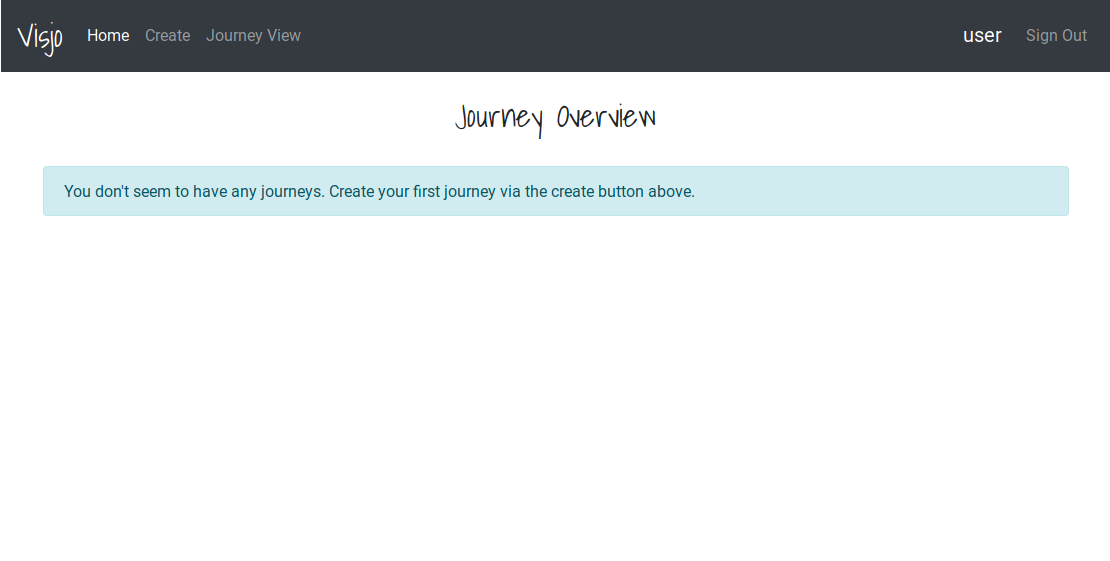 Visjo Home Create Journey View user Sign Out
Journey Overview
You don't seem to have any journeys. Create your first journey via the create button above.